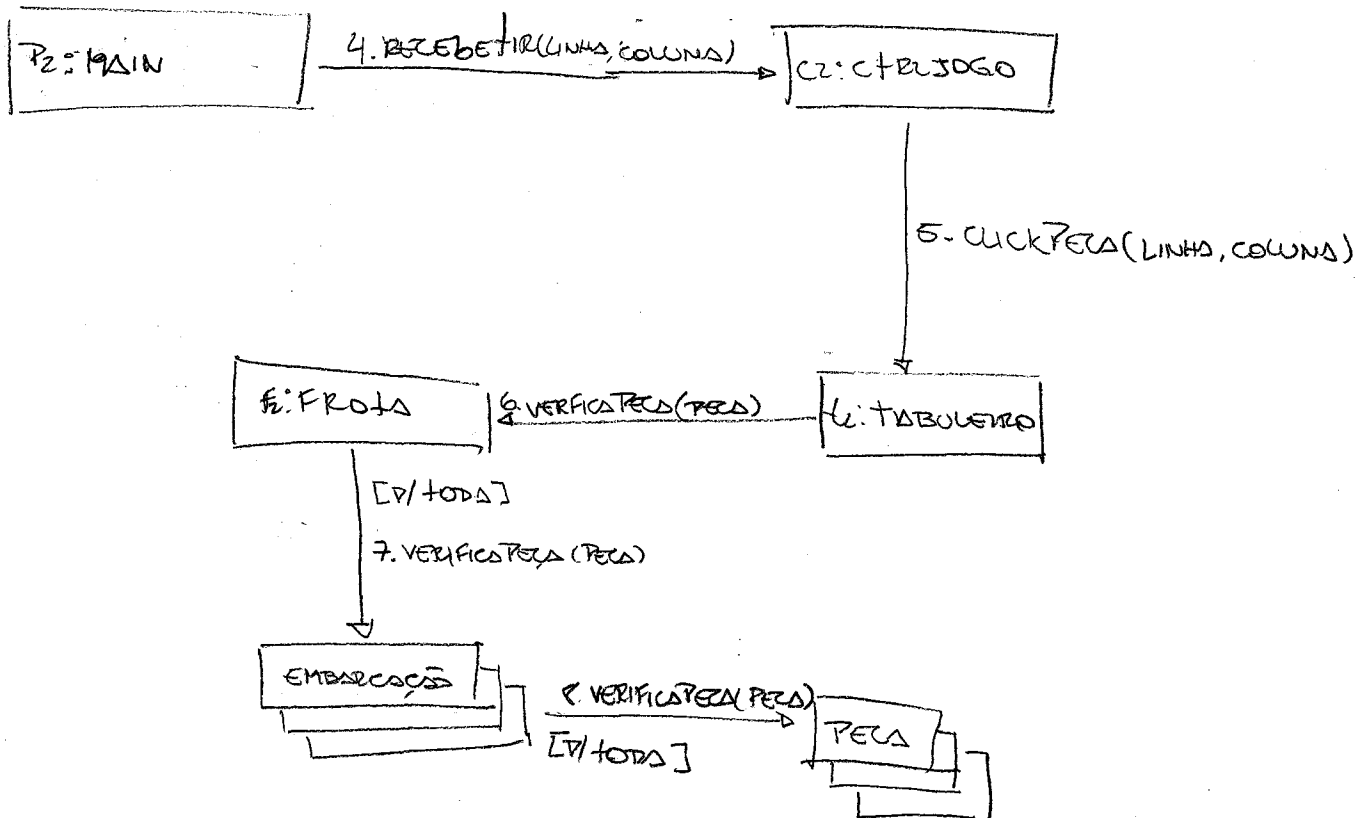 P2: MAIN
4. RECEBETIR(LINHA, COLUNA)
C2: CTRLJOGO
5. CLICKPECA(LINHA, COLUNA)
f2: FROTA
6. VERFICAPECA(PECA)
t2: TABULEIRO
[P/ TODA]
7. VERIFICAPEÇA (PECA)
EMBARCAÇÃO
8. VERIFICAPECA(PECA)
[P/ TODA]
PECA